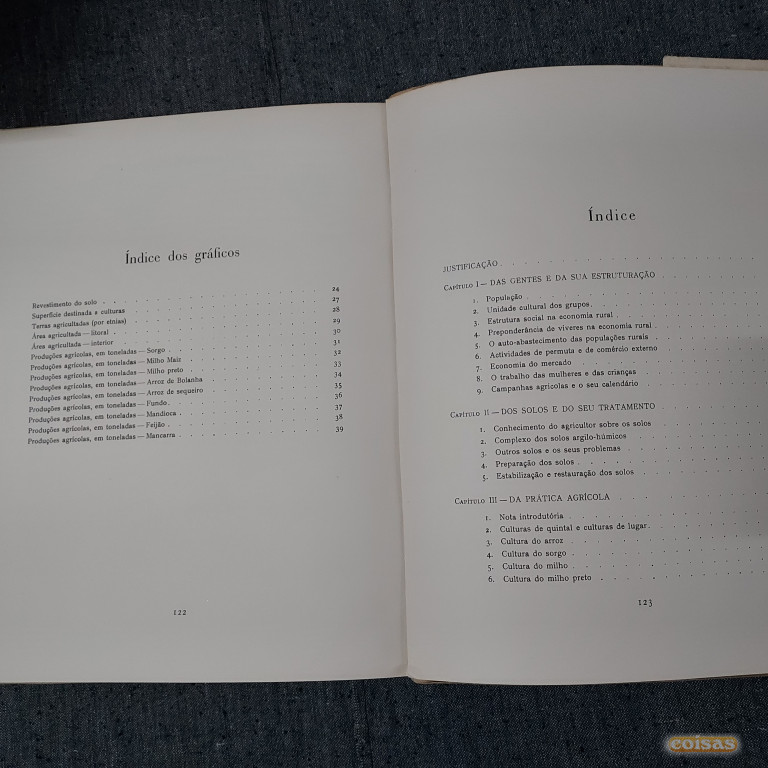 Índice dos gráficos
Revestimento do solo . . . 24
Superfície destinada a culturas . . . 27
Terras agricultadas (por etnias) . . . 28
Área agricultada — litoral . . . 29
Área agricultada — interior . . . 30
Produções agrícolas, em toneladas — Sorgo . . . 31
Produções agrícolas, em toneladas — Milho Maiz . . . 32
Produções agrícolas, em toneladas — Milho preto . . . 33
Produções agrícolas, em toneladas — Arroz de Bolanha . . . 34
Produções agrícolas, em toneladas — Arroz de sequeiro . . . 35
Produções agrícolas, em toneladas — Fundo . . . 36
Produções agrícolas, em toneladas — Mandioca . . . 37
Produções agrícolas, em toneladas — Feijão . . . 38
Produções agrícolas, em toneladas — Mancarra . . . 39
122
Índice
JUSTIFICAÇÃO . . .
CAPÍTULO I — DAS GENTES E DA SUA ESTRUTURAÇÃO . . .
1. População . . .
2. Unidade cultural dos grupos . . .
3. Estrutura social na economia rural . . .
4. Preponderância de víveres na economia rural . . .
5. O auto-abastecimento das populações rurais . . .
6. Actividades de permuta e de comércio externo . . .
7. Economia do mercado . . .
8. O trabalho das mulheres e das crianças . . .
9. Campanhas agrícolas e o seu calendário . . .
CAPÍTULO II — DOS SOLOS E DO SEU TRATAMENTO . . .
1. Conhecimento do agricultor sobre os solos . . .
2. Complexo dos solos argilo-húmicos . . .
3. Outros solos e os seus problemas . . .
4. Preparação dos solos . . .
5. Estabilização e restauração dos solos . . .
CAPÍTULO III — DA PRÁTICA AGRÍCOLA . . .
1. Nota introdutória . . .
2. Culturas de quintal e culturas de lugar . . .
3. Cultura do arroz . . .
4. Cultura do sorgo . . .
5. Cultura do milho . . .
6. Cultura do milho preto . . .
123
coisas